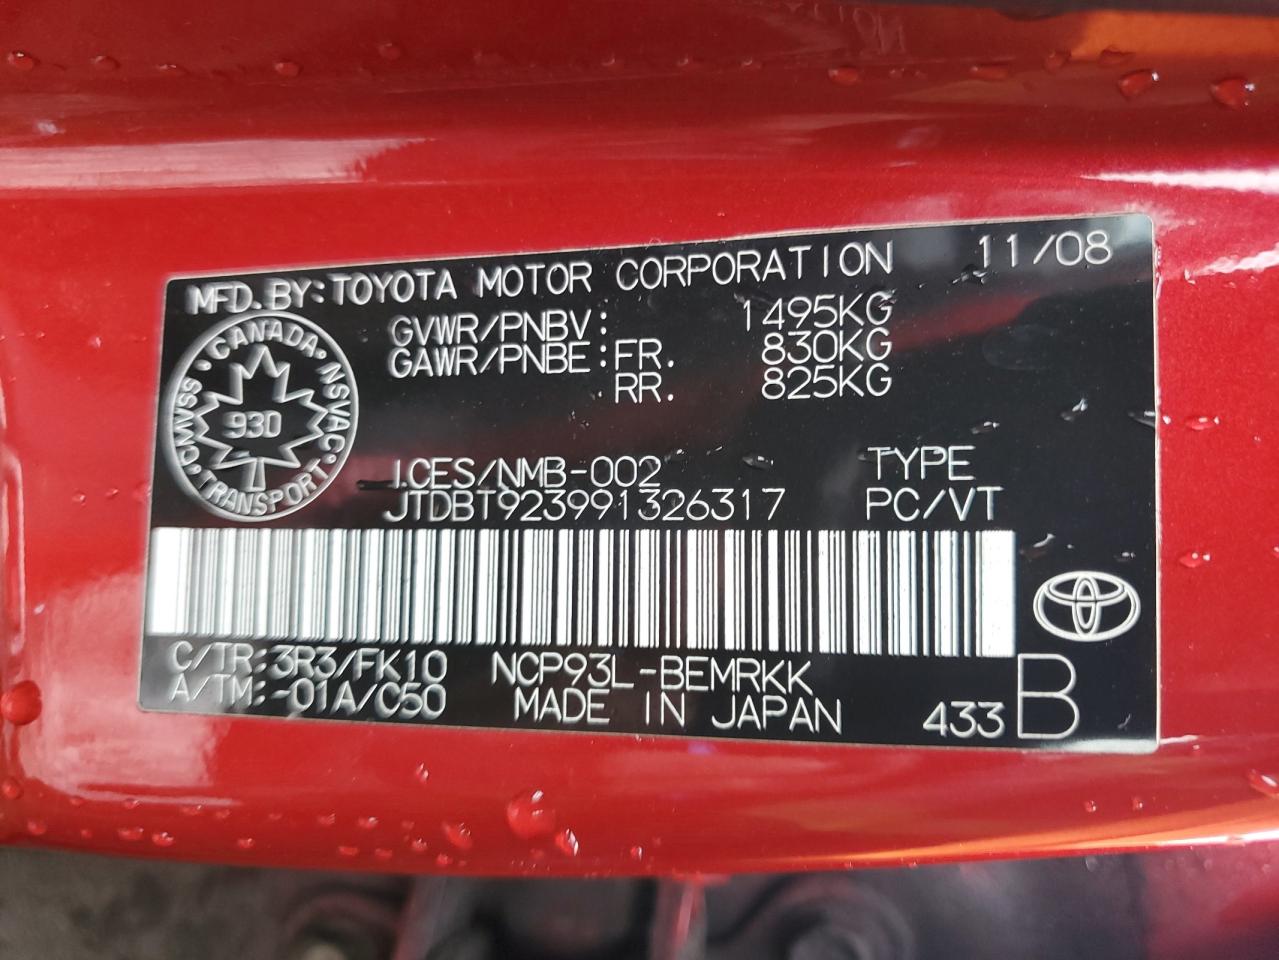 MFD. BY: TOYOTA MOTOR CORPORATION 11/08
GVWR/PNBV: 1495KG
GAWR/PNBE: FR. 830KG
RR. 825KG
CANADA · NSVAC · TRANSPORT · CMVSS
930
ICES/NMB-002 TYPE
JTDBT923991326317 PC/VT
C/TR: 3R3/FK10 NCP93L-BEMRKK
A/TM: -01A/C50 MADE IN JAPAN 433 B